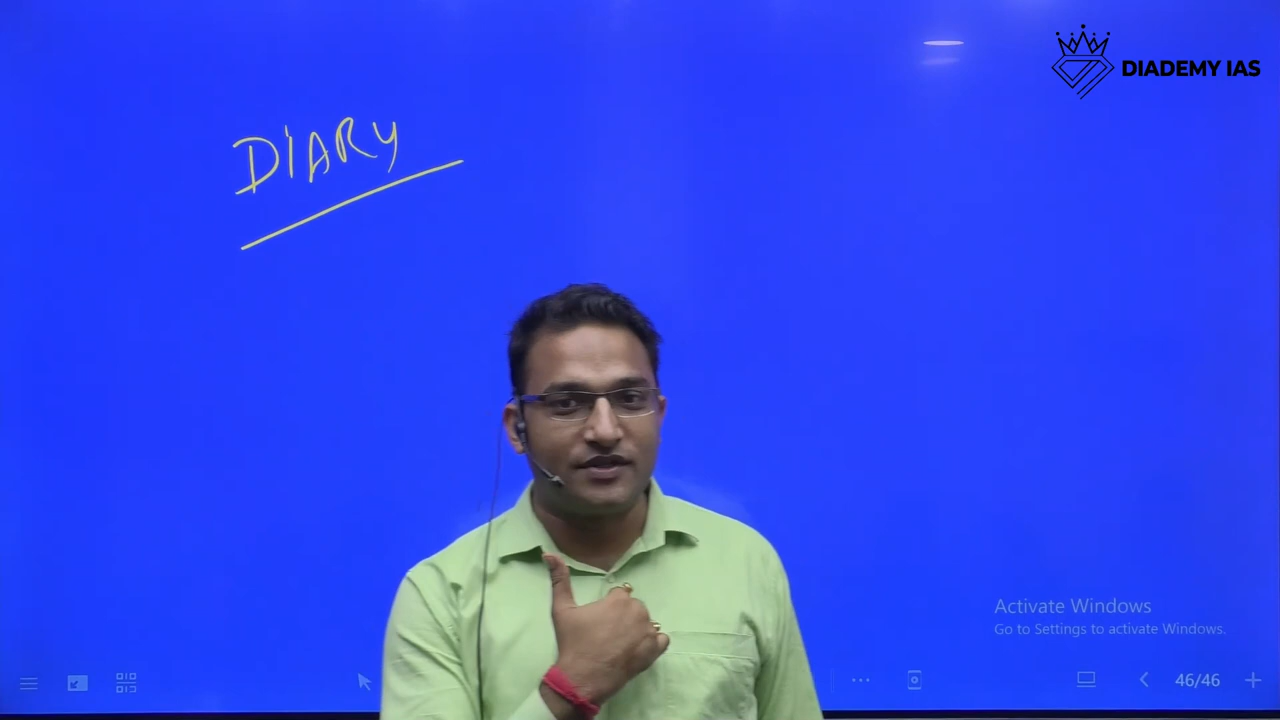 DIADEMY IAS
DIARY
Activate Windows
Go to Settings to activate Windows.
46/46